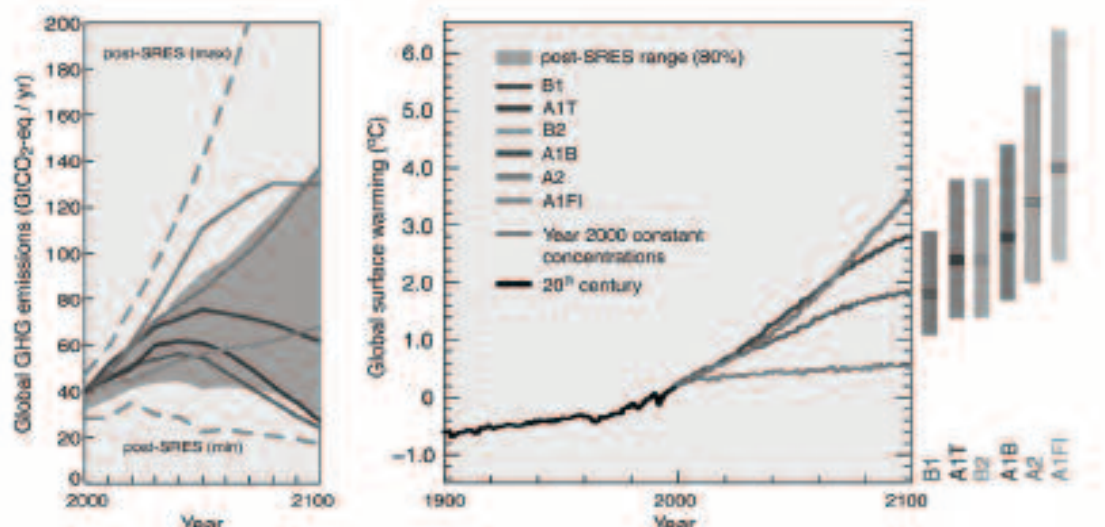 Global GHG emissions (GtCO2-eq./ yr)
200
180
160
140
130
120
100
80
60
40
20
0
post-SRES (max)
post-SRES (min)
2000
2100
Year
Global surface warming (°C)
6.0
5.0
4.0
3.0
2.0
1.0
0
–1.0
post-SRES range (80%)
B1
A1T
B2
A1B
A2
A1FI
Year 2000 constant
concentrations
20th century
1900
2000
2100
Year
B1
A1T
B2
A1B
A2
A1FI